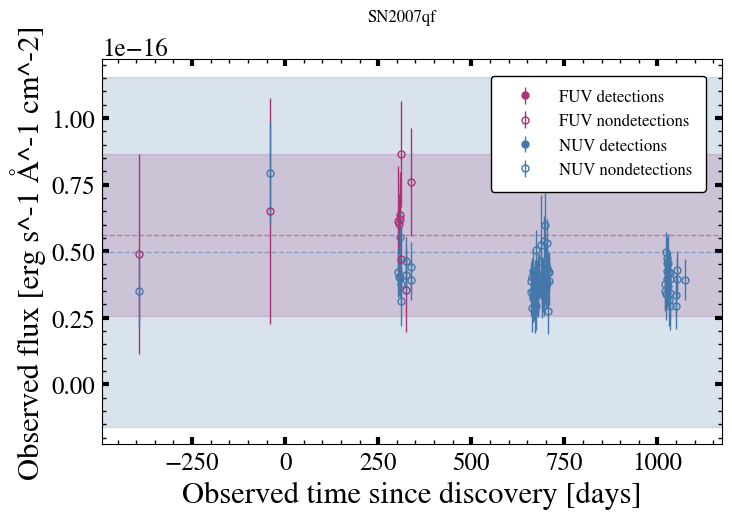 SN2007qf
1e−16
Observed flux [erg s^-1 Å^-1 cm^-2]
1.00
0.75
0.50
0.25
0.00
FUV detections
FUV nondetections
NUV detections
NUV nondetections
−250 0 250 500 750 1000
Observed time since discovery [days]